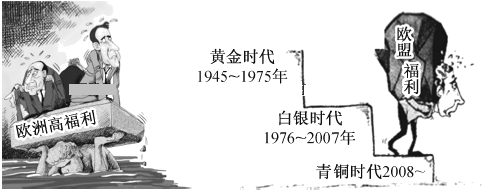 欧洲高福利
黄金时代
1945~1975年
白银时代
1976~2007年
青铜时代2008~
欧盟
福利